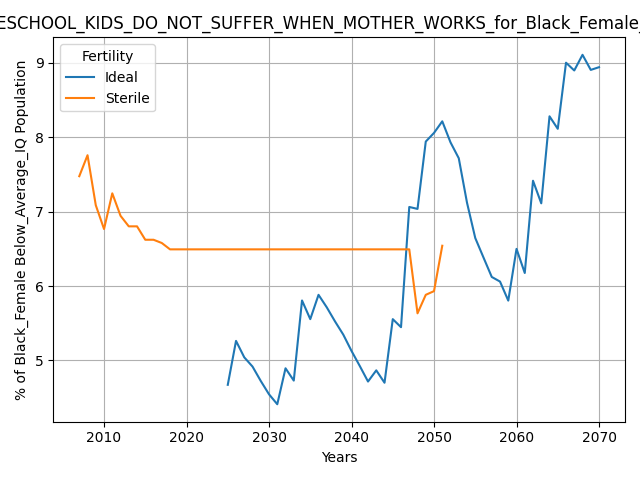 ESCHOOL_KIDS_DO_NOT_SUFFER_WHEN_MOTHER_WORKS_for_Black_Female_
Fertility
Ideal
Sterile
% of Black_Female Below_Average_IQ Population
9
8
7
6
5
2010 2020 2030 2040 2050 2060 2070
Years